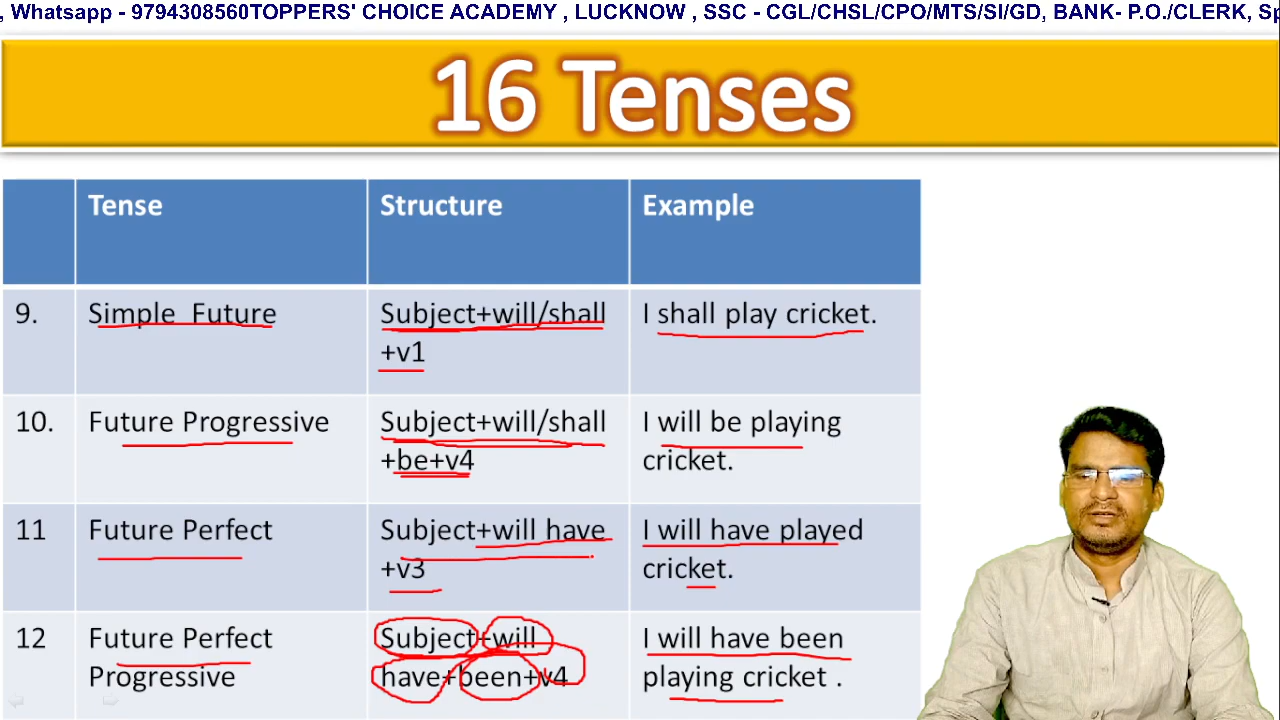 , Whatsapp - 9794308560TOPPERS' CHOICE ACADEMY , LUCKNOW , SSC - CGL/CHSL/CPO/MTS/SI/GD, BANK- P.O./CLERK, Sp
16 Tenses
Tense Structure Example
9. Simple Future Subject+will/shall I shall play cricket.
+v1
10. Future Progressive Subject+will/shall I will be playing
+be+v4 cricket.
11 Future Perfect Subject+will have I will have played
+v3 cricket.
12 Future Perfect Subject+will I will have been
Progressive have+been+v4 playing cricket .